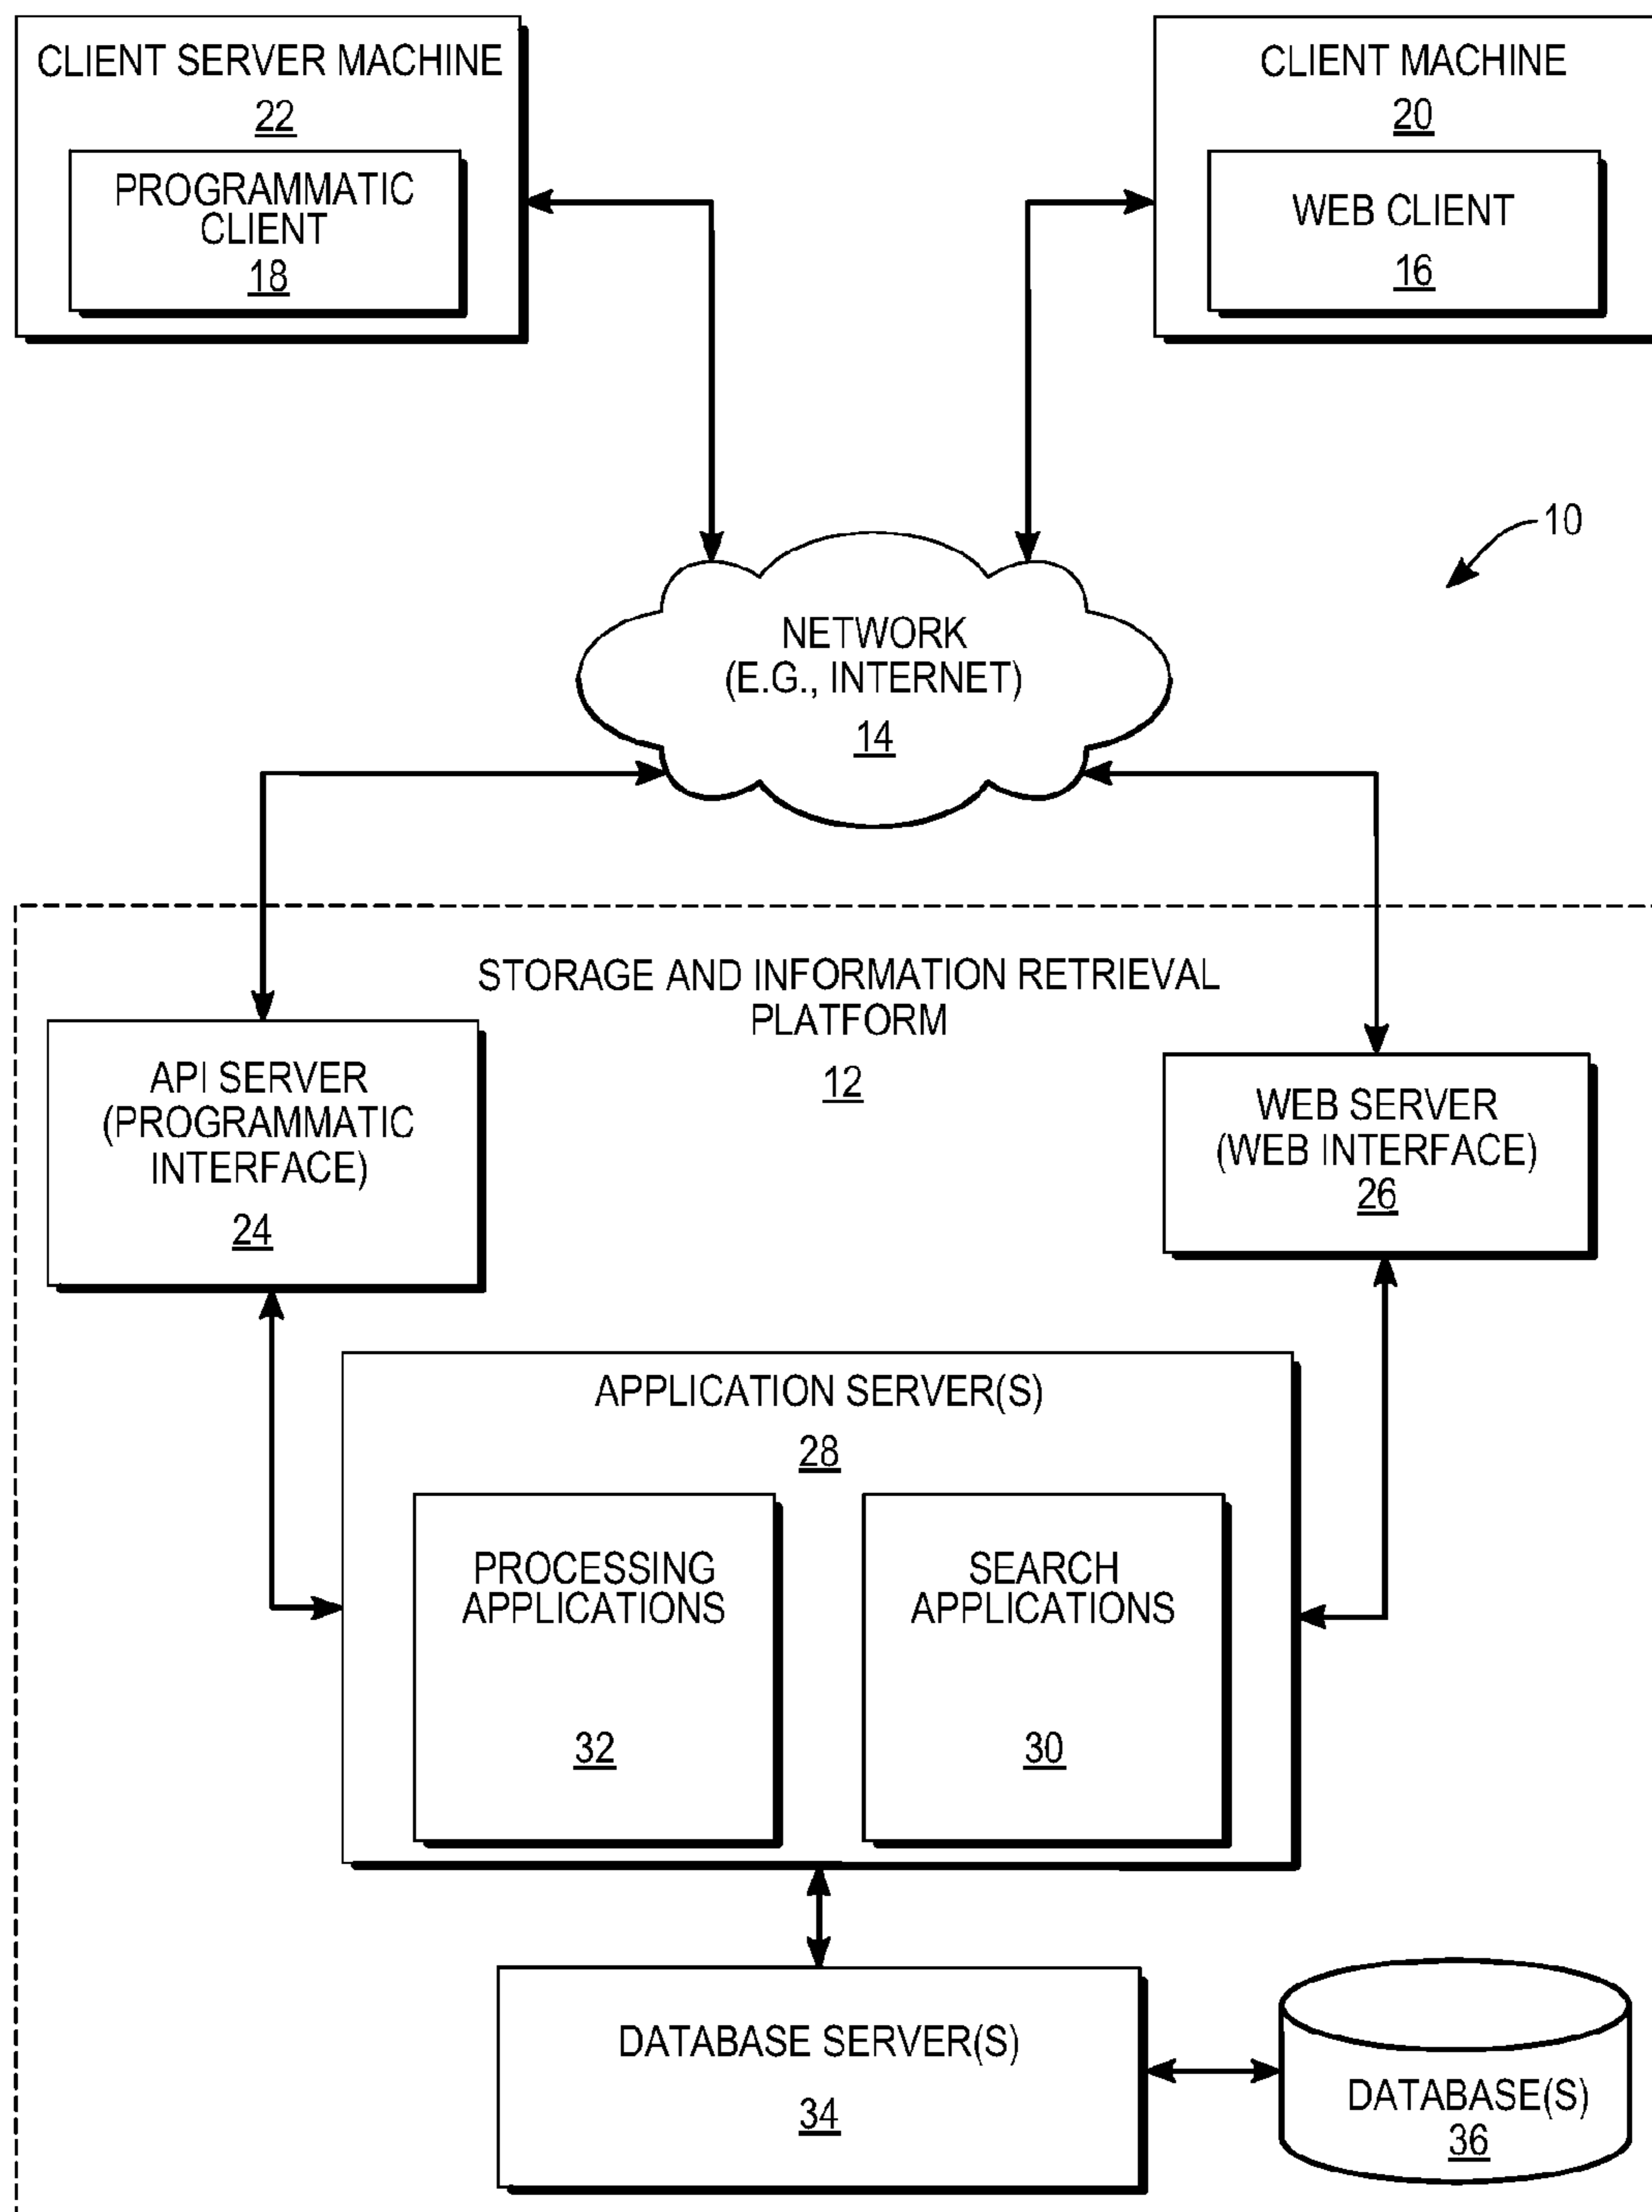 CLIENT SERVER MACHINE
22
PROGRAMMATIC
CLIENT
18
CLIENT MACHINE
20
WEB CLIENT
16
10
NETWORK
(E.G., INTERNET)
14
STORAGE AND INFORMATION RETRIEVAL
PLATFORM
12
API SERVER
(PROGRAMMATIC
INTERFACE)
24
WEB SERVER
(WEB INTERFACE)
26
APPLICATION SERVER(S)
28
PROCESSING
APPLICATIONS
32
SEARCH
APPLICATIONS
30
DATABASE SERVER(S)
34
DATABASE(S)
36